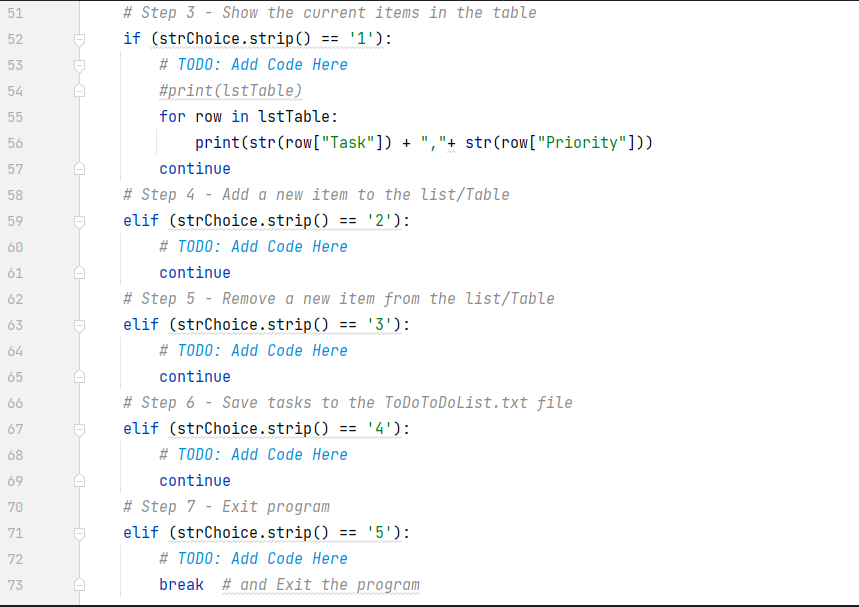 51 # Step 3 - Show the current items in the table
52 if (strChoice.strip() == '1'):
53 # TODO: Add Code Here
54 #print(lstTable)
55 for row in lstTable:
56 print(str(row["Task"]) + ","+ str(row["Priority"]))
57 continue
58 # Step 4 - Add a new item to the list/Table
59 elif (strChoice.strip() == '2'):
60 # TODO: Add Code Here
61 continue
62 # Step 5 - Remove a new item from the list/Table
63 elif (strChoice.strip() == '3'):
64 # TODO: Add Code Here
65 continue
66 # Step 6 - Save tasks to the ToDoToDoList.txt file
67 elif (strChoice.strip() == '4'):
68 # TODO: Add Code Here
69 continue
70 # Step 7 - Exit program
71 elif (strChoice.strip() == '5'):
72 # TODO: Add Code Here
73 break # and Exit the program